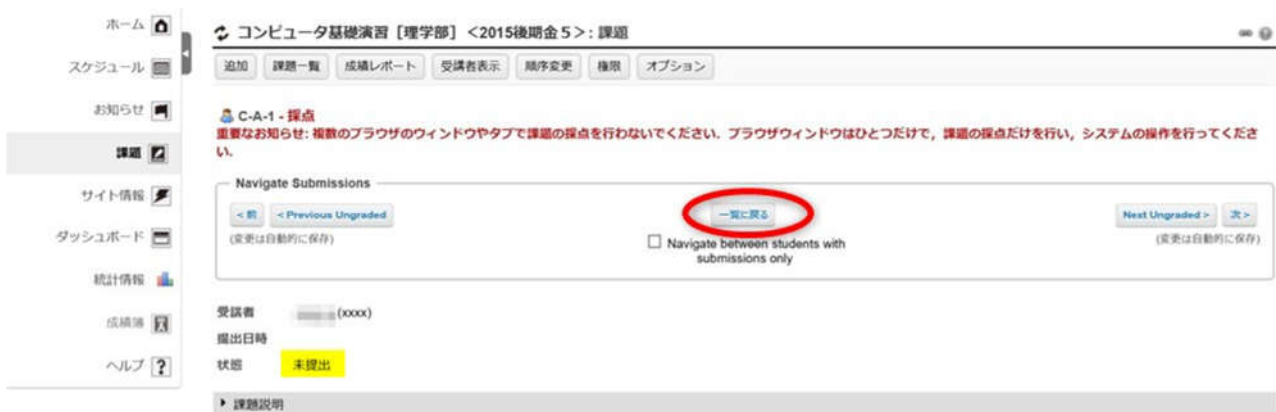 ホーム
スケジュール
お知らせ
課題
サイト情報
ダッシュボード
統計情報
成績簿
ヘルプ ?
コンピュータ基礎演習［理学部］<2015後期金５>: 課題
追加 課題一覧 成績レポート 受講者表示 順序変更 権限 オプション
C-A-1 - 採点
重要なお知らせ: 複数のブラウザのウィンドウやタブで課題の採点を行わないでください．ブラウザウィンドウはひとつだけで，課題の採点だけを行い，システムの操作を行ってくださ
い．
Navigate Submissions
< 前 < Previous Ungraded 一覧に戻る Next Ungraded > 次 >
(変更は自動的に保存) Navigate between students with (変更は自動的に保存)
submissions only
受講者 (xxxx)
提出日時
状態 未提出
課題説明